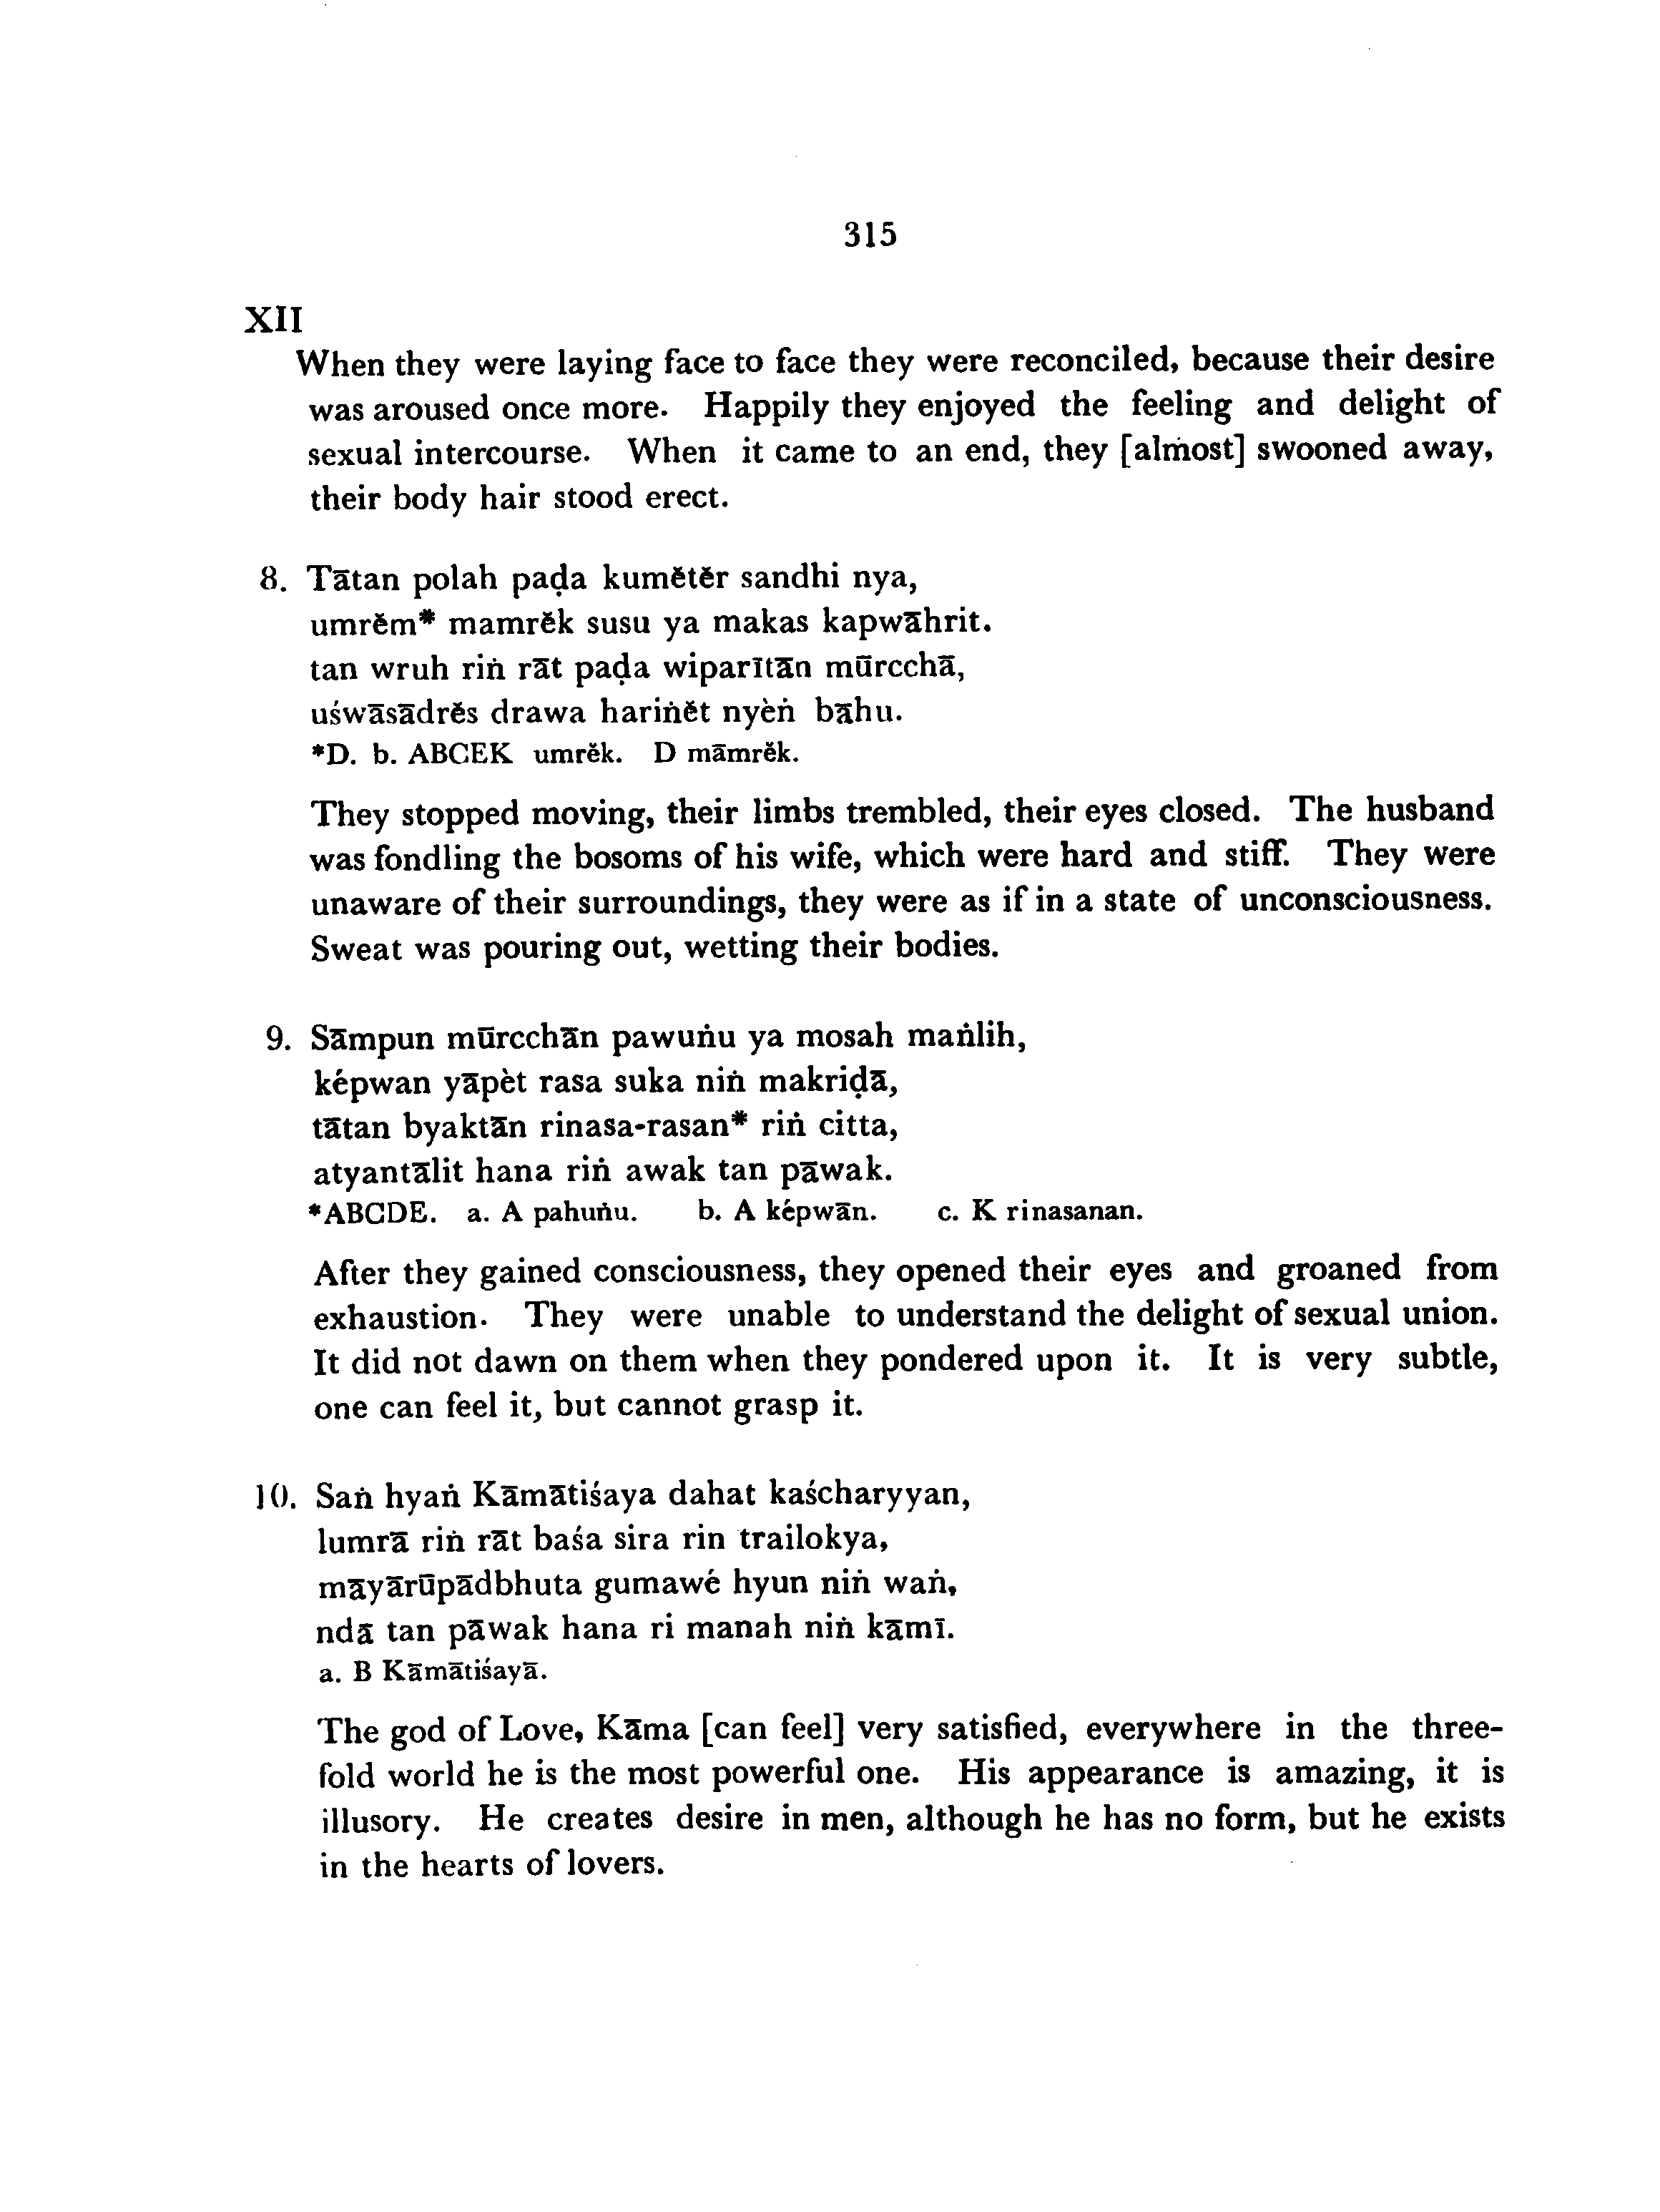 315
XII
When they were laying face to face they were reconciled, because their desire
was aroused once more. Happily they enjoyed the feeling and delight of
sexual intercourse. When it came to an end, they [almost] swooned away,
their body hair stood erect.
8. Tātan polah paḍa kumĕtĕr sandhi nya,
umrĕm* mamrĕk susu ya makas kapwāhrit.
tan wruh riṅ rāt paḍa wiparītān mūrcchā,
uśwāsādrĕs drawa hariṅĕt nyèṅ bāhu.
*D. b. ABCEK umrĕk. D māmrĕk.
They stopped moving, their limbs trembled, their eyes closed. The husband
was fondling the bosoms of his wife, which were hard and stiff. They were
unaware of their surroundings, they were as if in a state of unconsciousness.
Sweat was pouring out, wetting their bodies.
9. Sāmpun mūrcchān pawuṅu ya mosah maṅlih,
képwan yāpèt rasa suka niṅ makriḍā,
tātan byaktān rinasa-rasan* riṅ citta,
atyantālit hana riṅ awak tan pāwak.
*ABCDE. a. A pahuṅu. b. A képwān. c. K rinasanan.
After they gained consciousness, they opened their eyes and groaned from
exhaustion. They were unable to understand the delight of sexual union.
It did not dawn on them when they pondered upon it. It is very subtle,
one can feel it, but cannot grasp it.
10. Saṅ hyaṅ Kāmātiśaya dahat kaścharyyan,
lumrā riṅ rāt baśa sira rin trailokya,
māyārūpādbhuta gumawé hyun niṅ waṅ,
ndā tan pāwak hana ri manah niṅ kāmī.
a. B Kāmātiśayā.
The god of Love, Kāma [can feel] very satisfied, everywhere in the three-
fold world he is the most powerful one. His appearance is amazing, it is
illusory. He creates desire in men, although he has no form, but he exists
in the hearts of lovers.